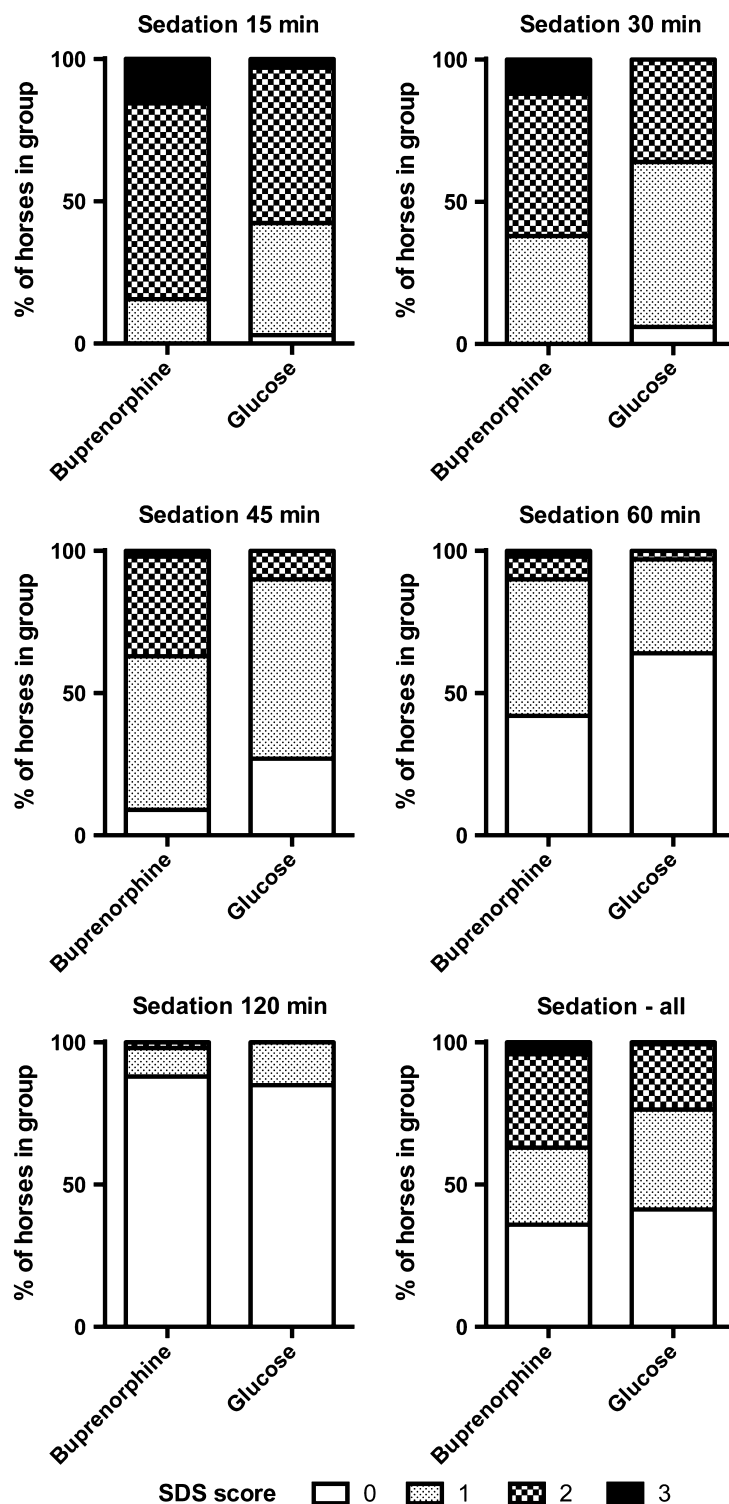 Sedation 15 min
% of horses in group
100
50
0
Buprenorphine
Glucose
Sedation 30 min
% of horses in group
100
50
0
Buprenorphine
Glucose
Sedation 45 min
% of horses in group
100
50
0
Buprenorphine
Glucose
Sedation 60 min
% of horses in group
100
50
0
Buprenorphine
Glucose
Sedation 120 min
% of horses in group
100
50
0
Buprenorphine
Glucose
Sedation - all
% of horses in group
100
50
0
Buprenorphine
Glucose
SDS score 0 1 2 3